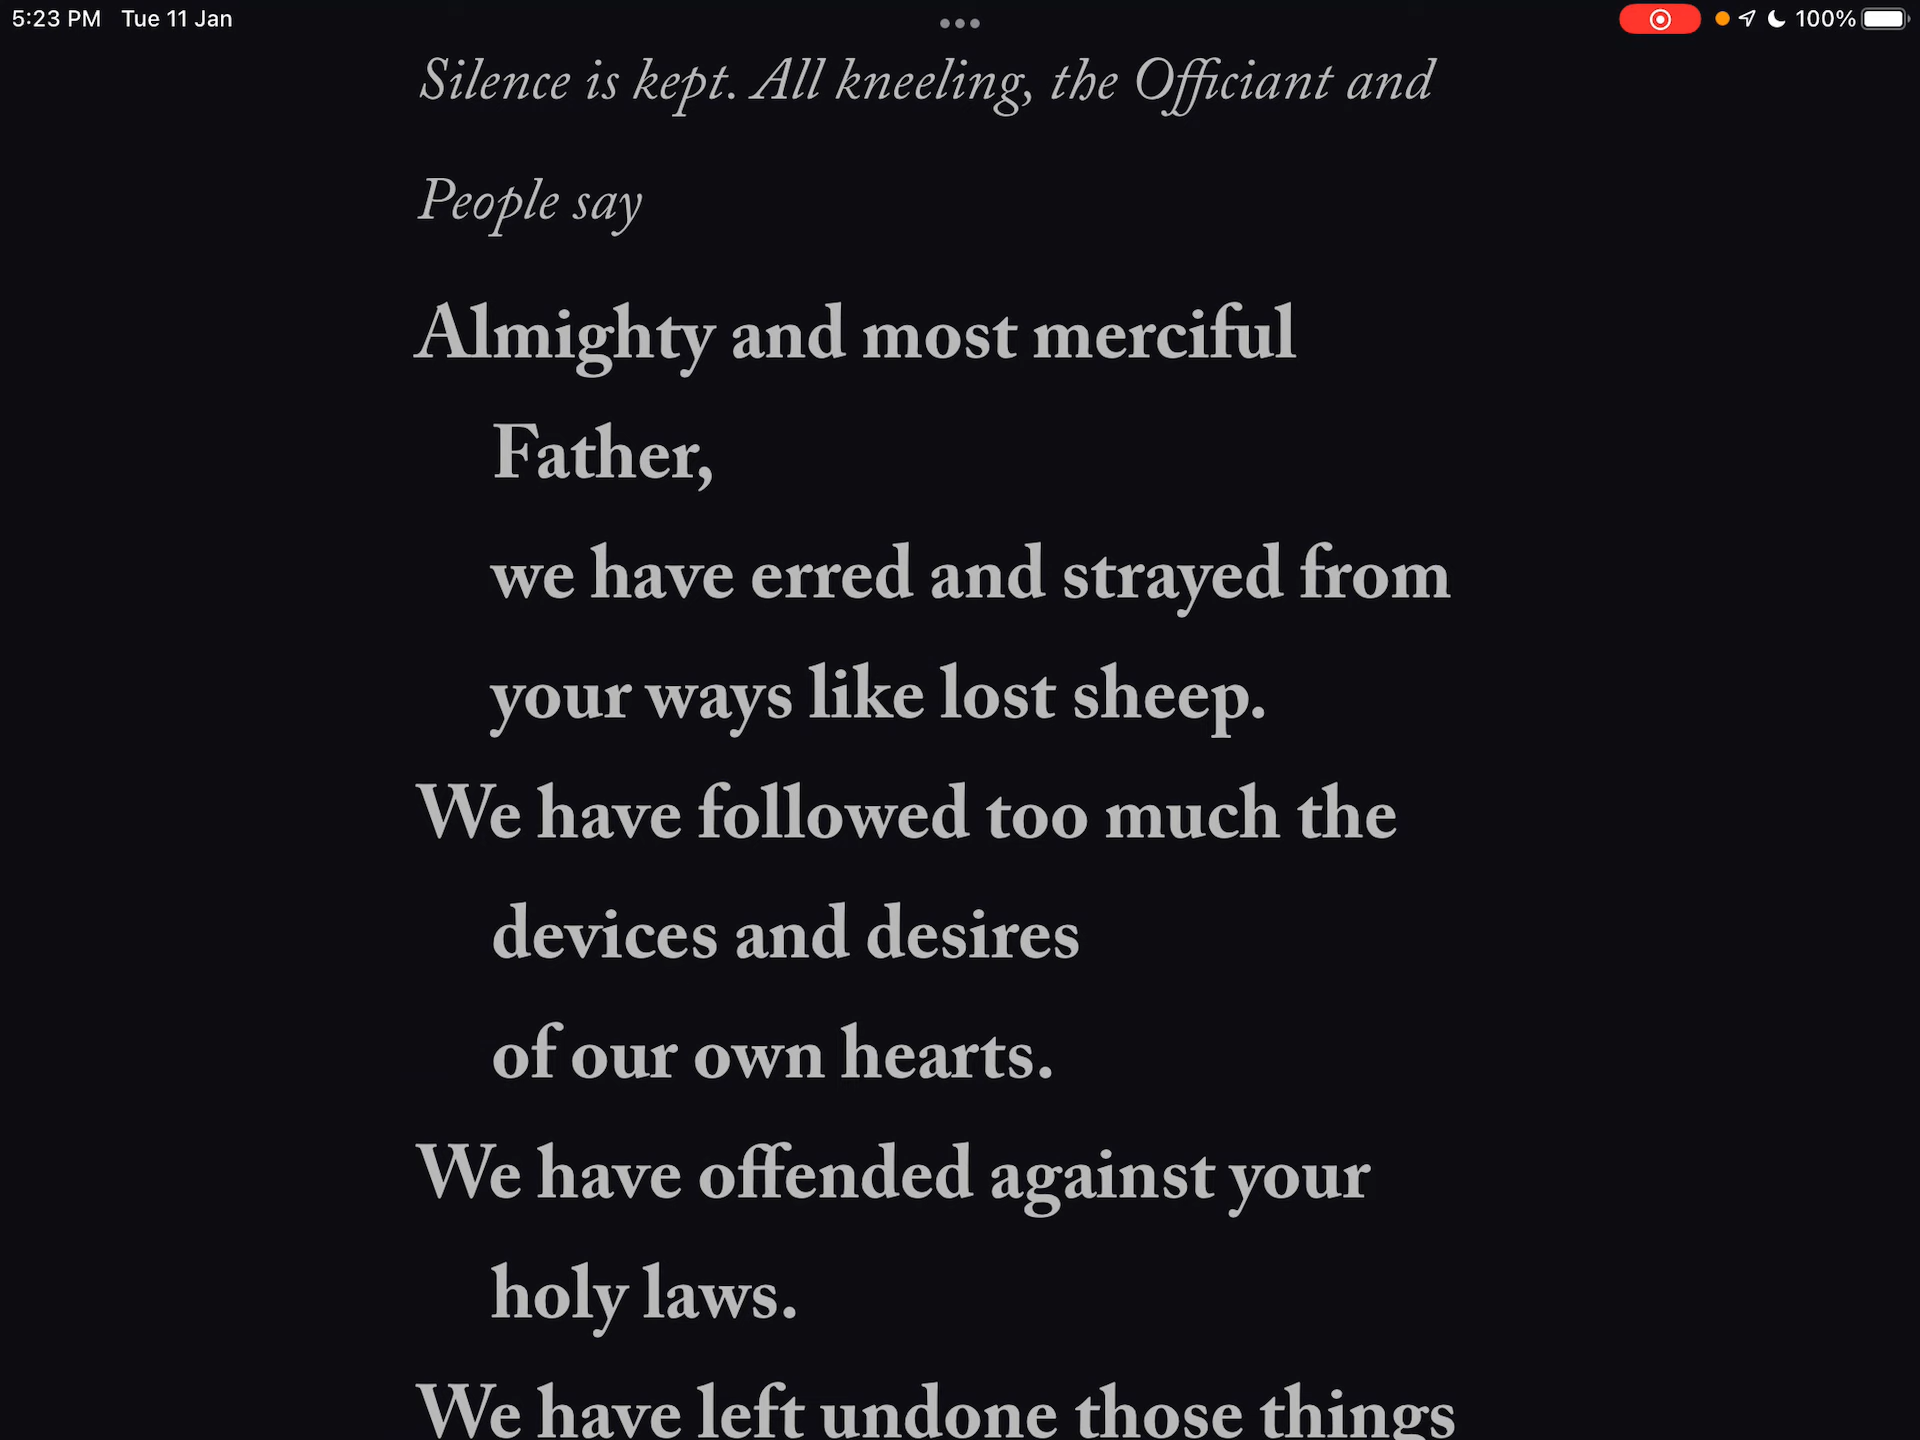 5:23 PM Tue 11 Jan
100%
Silence is kept. All kneeling, the Officiant and
People say
Almighty and most merciful
Father,
we have erred and strayed from
your ways like lost sheep.
We have followed too much the
devices and desires
of our own hearts.
We have offended against your
holy laws.
We have left undone those things